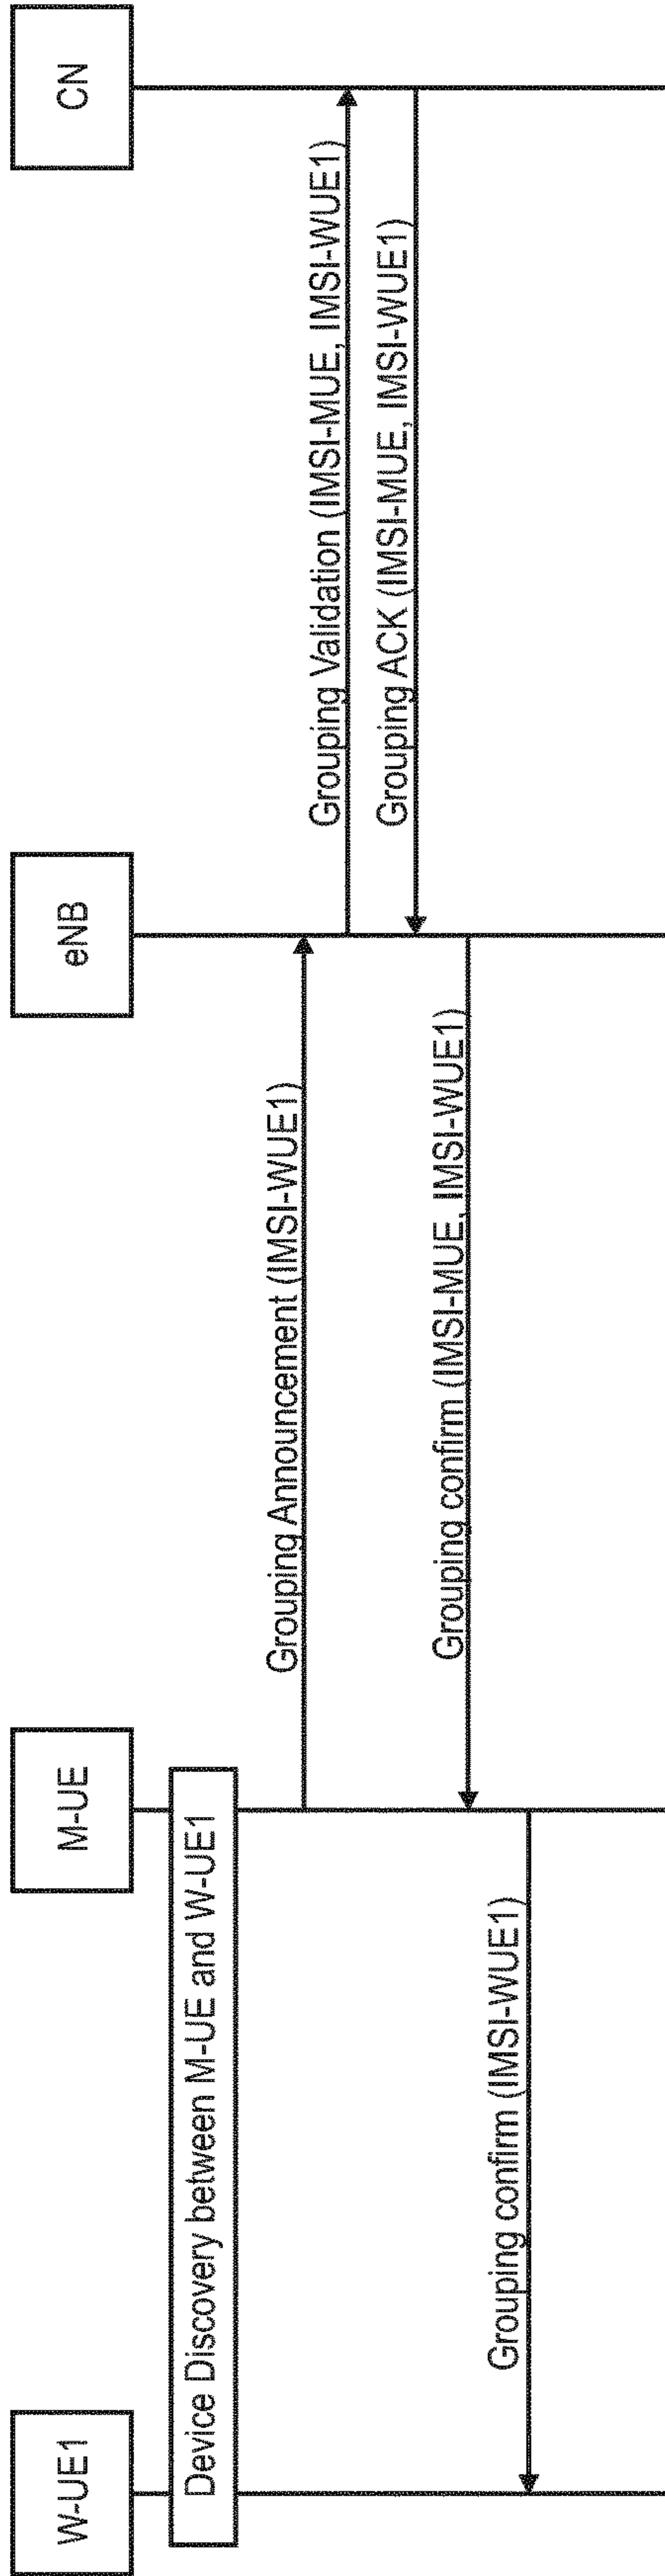 W-UE1
M-UE
eNB
CN
Device Discovery between M-UE and W-UE1
Grouping Announcement (IMSI-WUE1)
Grouping Validation (IMSI-MUE, IMSI-WUE1)
Grouping ACK (IMSI-MUE, IMSI-WUE1)
Grouping confirm (IMSI-MUE, IMSI-WUE1)
Grouping confirm (IMSI-WUE1)